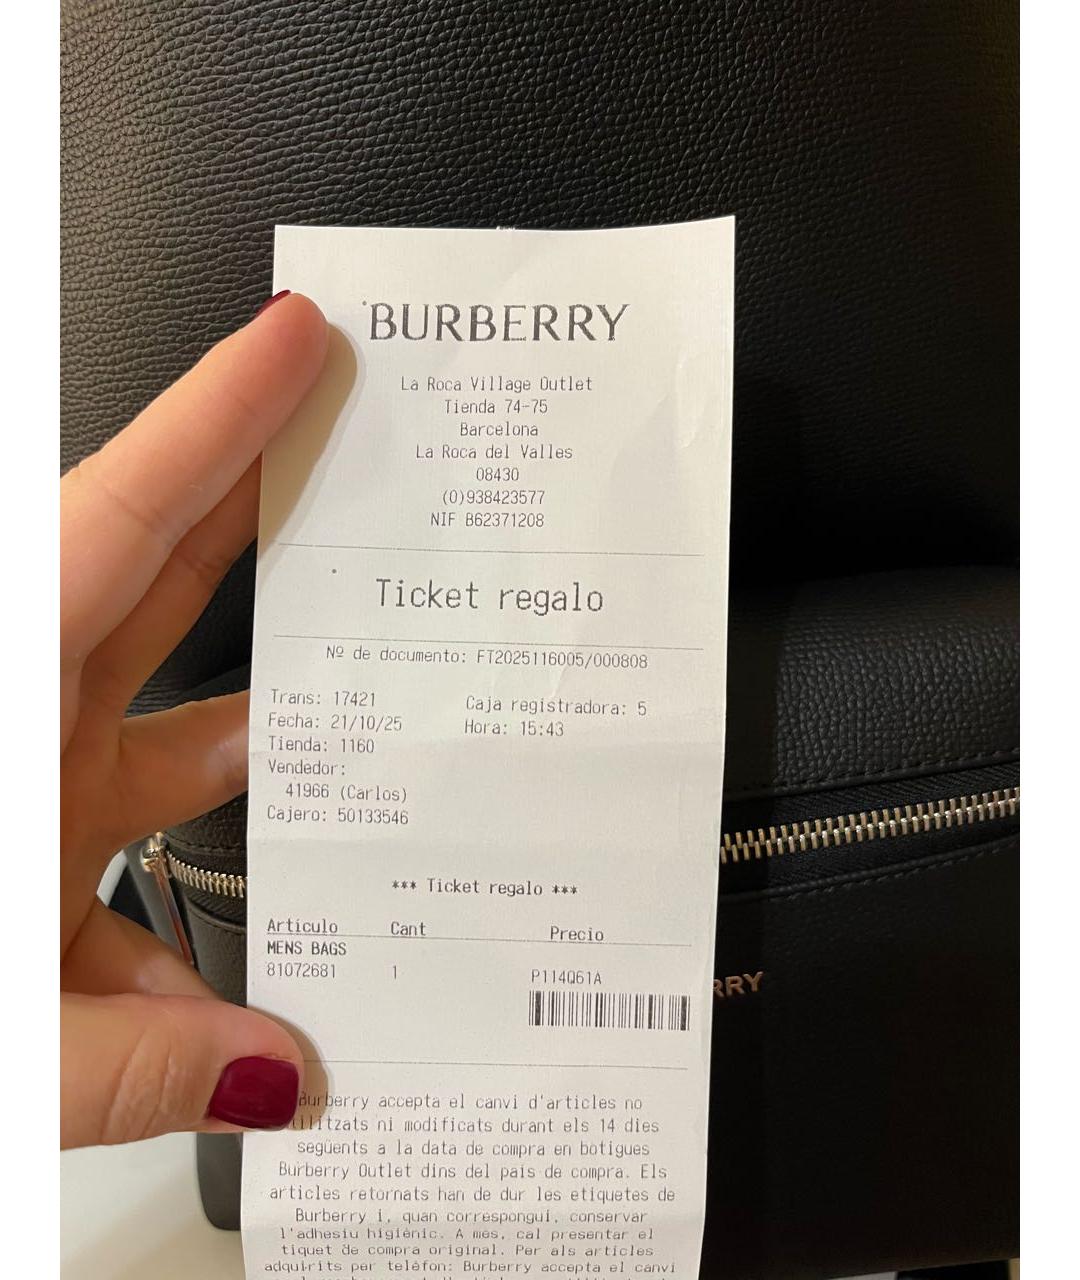 BURBERRY
La Roca Village Outlet
Tienda 74-75
Barcelona
La Roca del Valles
08430
(0)938423577
NIF B62371208
Ticket regalo
Nº de documento: FT2025116005/000808
Trans: 17421 Caja registradora: 5
Fecha: 21/10/25 Hora: 15:43
Tienda: 1160
Vendedor:
41966 (Carlos)
Cajero: 50133546
*** Ticket regalo ***
Artículo Cant Precio
MENS BAGS
81072681 1 P114Q61A
RRY
Burberry accepta el canvi d'articles no
utilitzats ni modificats durant els 14 dies
següents a la data de compra en botigues
Burberry Outlet dins del país de compra. Els
articles retornats han de dur les etiquetes de
Burberry i, quan correspongui, conservar
l'adhesiu higiènic. A més, cal presentar el
tiquet de compra original. Per als articles
adquirits per telèfon: Burberry accepta el canvi